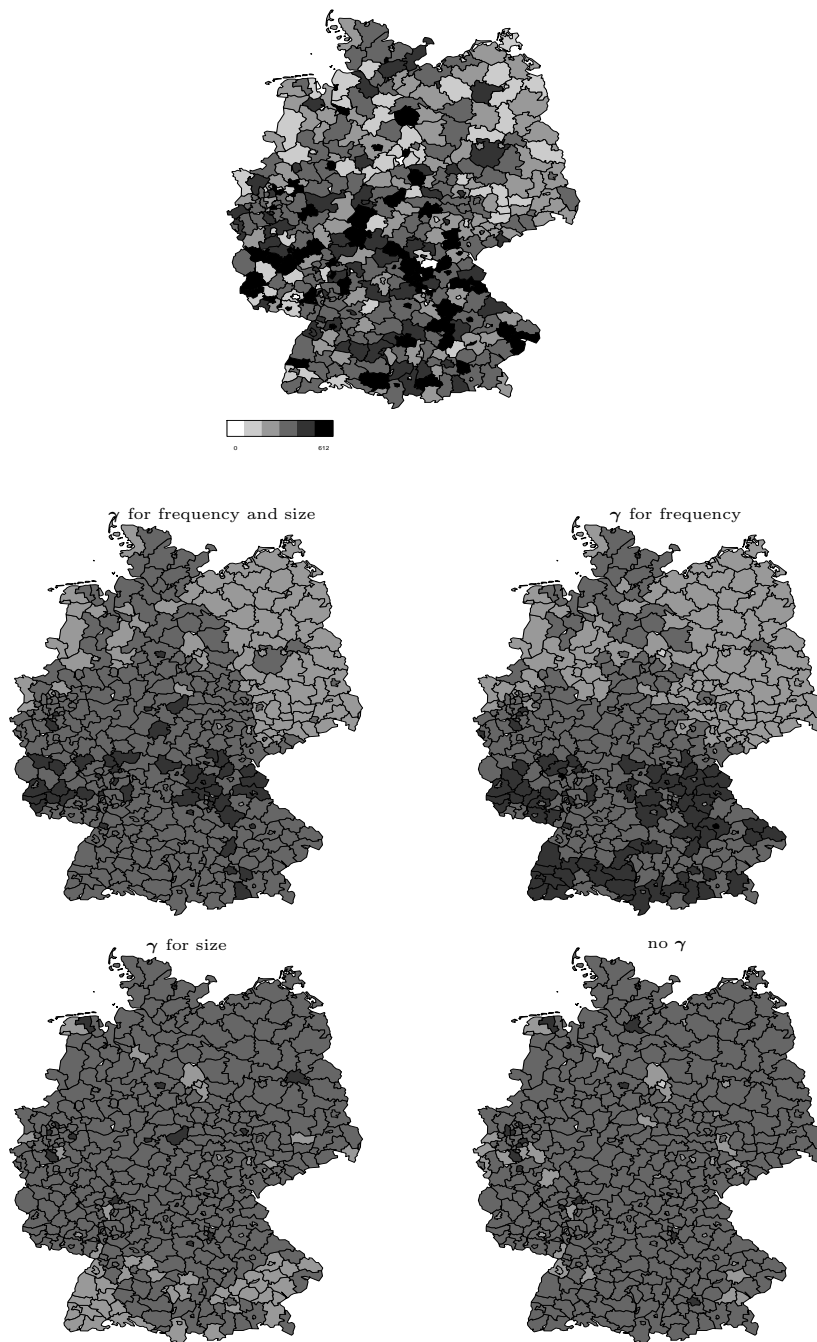 0 612
γ for frequency and size
γ for frequency
γ for size
no γ